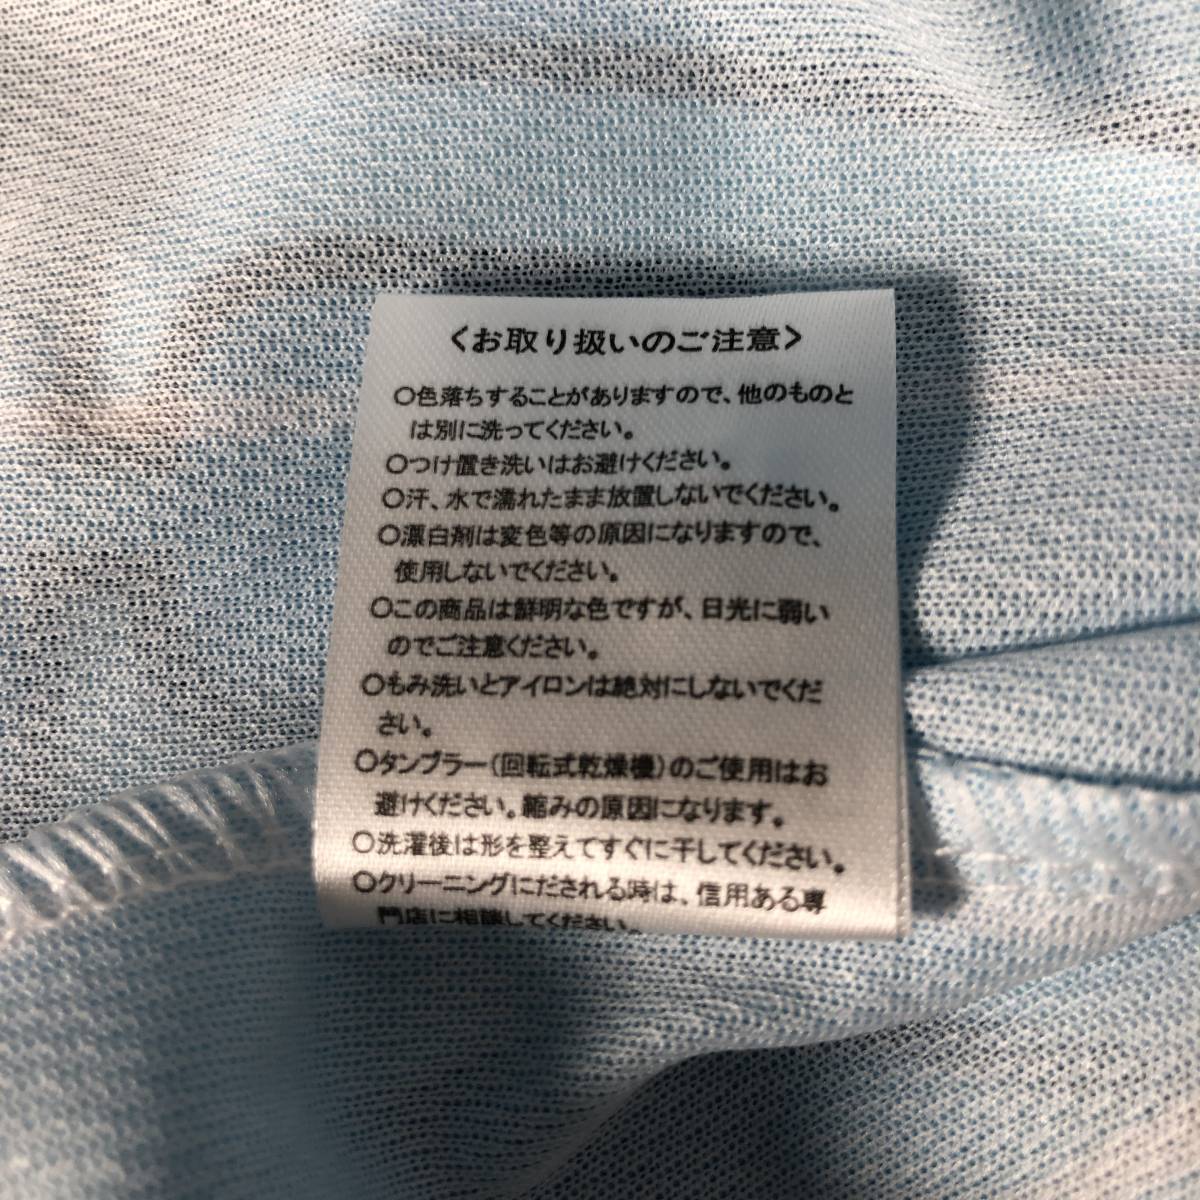 <お取り扱いのご注意>
○色落ちすることがありますので、他のものと
は別に洗ってください。
○つけ置き洗いはお避けください。
○汗、水で濡れたまま放置しないでください。
○漂白剤は変色等の原因になりますので、
使用しないでください。
○この商品は鮮明な色ですが、日光に弱い
のでご注意ください。
○もみ洗いとアイロンは絶対にしないでくだ
さい。
○タンブラー(回転式乾燥機)のご使用はお
避けください。縮みの原因になります。
○洗濯後は形を整えてすぐに干してください。
○クリーニングにだされる時は、信用ある専
門店に相談してください。